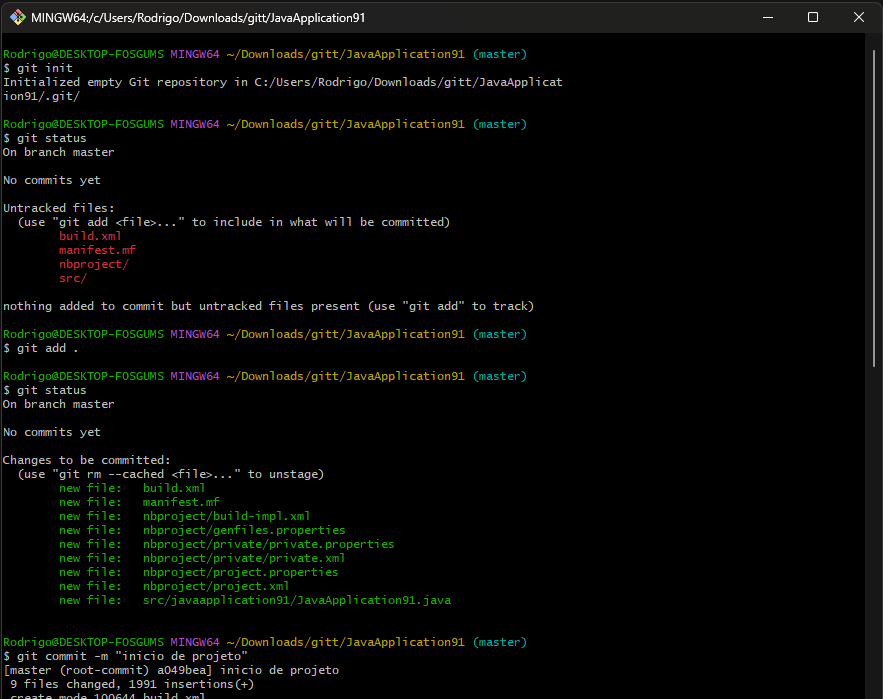 MINGW64:/c/Users/Rodrigo/Downloads/gitt/JavaApplication91
Rodrigo@DESKTOP-FOSGUMS MINGW64 ~/Downloads/gitt/JavaApplication91 (master)
$ git init
Initialized empty Git repository in C:/Users/Rodrigo/Downloads/gitt/JavaApplicat
ion91/.git/
Rodrigo@DESKTOP-FOSGUMS MINGW64 ~/Downloads/gitt/JavaApplication91 (master)
$ git status
On branch master
No commits yet
Untracked files:
  (use "git add <file>..." to include in what will be committed)
        build.xml
        manifest.mf
        nbproject/
        src/
nothing added to commit but untracked files present (use "git add" to track)
Rodrigo@DESKTOP-FOSGUMS MINGW64 ~/Downloads/gitt/JavaApplication91 (master)
$ git add .
Rodrigo@DESKTOP-FOSGUMS MINGW64 ~/Downloads/gitt/JavaApplication91 (master)
$ git status
On branch master
No commits yet
Changes to be committed:
  (use "git rm --cached <file>..." to unstage)
        new file:   build.xml
        new file:   manifest.mf
        new file:   nbproject/build-impl.xml
        new file:   nbproject/genfiles.properties
        new file:   nbproject/private/private.properties
        new file:   nbproject/private/private.xml
        new file:   nbproject/project.properties
        new file:   nbproject/project.xml
        new file:   src/javaapplication91/JavaApplication91.java
Rodrigo@DESKTOP-FOSGUMS MINGW64 ~/Downloads/gitt/JavaApplication91 (master)
$ git commit -m "inicio de projeto"
[master (root-commit) a049bea] inicio de projeto
 9 files changed, 1991 insertions(+)
 create mode 100644 build.xml